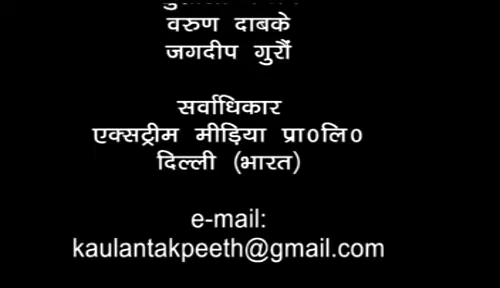 वरुण दाबके
जगदीप गुरौं
सर्वाधिकार
एक्सट्रीम मीडिया प्रा०लि०
दिल्ली (भारत)
e-mail:
kaulantakpeeth@gmail.com